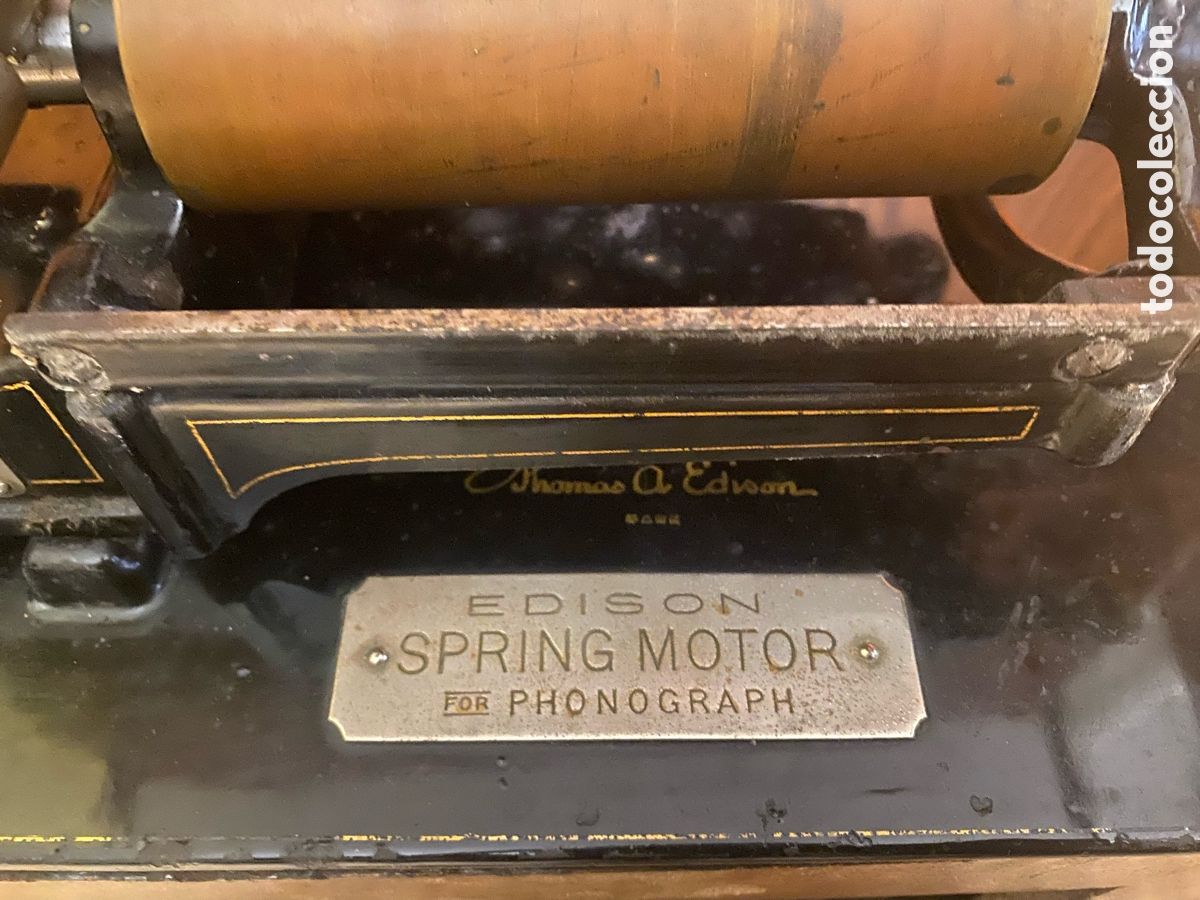 todocoleccion
Thomas A Edison
EDISON
SPRING MOTOR
FOR PHONOGRAPH